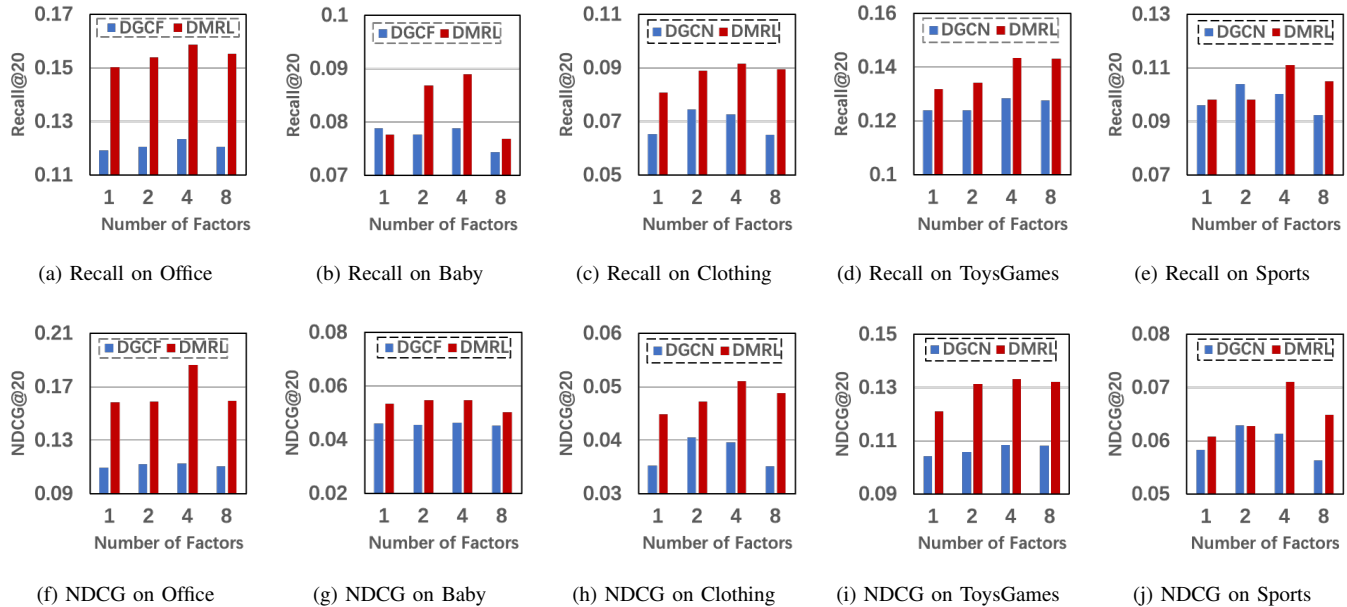 DGCF DMRL
Recall@20
0.17
0.15
0.13
0.11
1 2 4 8
Number of Factors
(a) Recall on Office
DGCF DMRL
Recall@20
0.1
0.09
0.08
0.07
1 2 4 8
Number of Factors
(b) Recall on Baby
DGCN DMRL
Recall@20
0.11
0.09
0.07
0.05
1 2 4 8
Number of Factors
(c) Recall on Clothing
DGCN DMRL
Recall@20
0.16
0.14
0.12
0.1
1 2 4 8
Number of Factors
(d) Recall on ToysGames
DGCN DMRL
Recall@20
0.13
0.11
0.09
0.07
1 2 4 8
Number of Factors
(e) Recall on Sports
DGCF DMRL
NDCG@20
0.21
0.17
0.13
0.09
1 2 4 8
Number of Factors
(f) NDCG on Office
DGCF DMRL
NDCG@20
0.08
0.06
0.04
0.02
1 2 4 8
Number of Factors
(g) NDCG on Baby
DGCN DMRL
NDCG@20
0.06
0.05
0.04
0.03
1 2 4 8
Number of Factors
(h) NDCG on Clothing
DGCN DMRL
NDCG@20
0.15
0.13
0.11
0.09
1 2 4 8
Number of Factors
(i) NDCG on ToysGames
DGCN DMRL
NDCG@20
0.08
0.07
0.06
0.05
1 2 4 8
Number of Factors
(j) NDCG on Sports